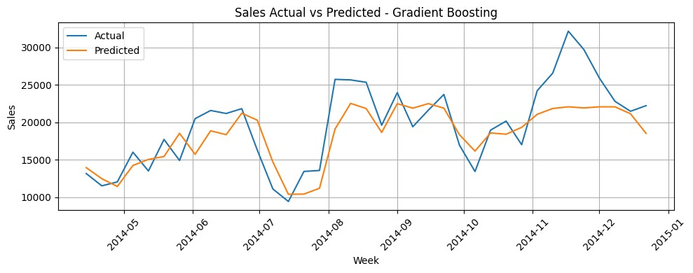 Sales Actual vs Predicted - Gradient Boosting
Actual
Predicted
Sales
30000
25000
20000
15000
10000
2014-05
2014-06
2014-07
2014-08
2014-09
2014-10
2014-11
2014-12
2015-01
Week